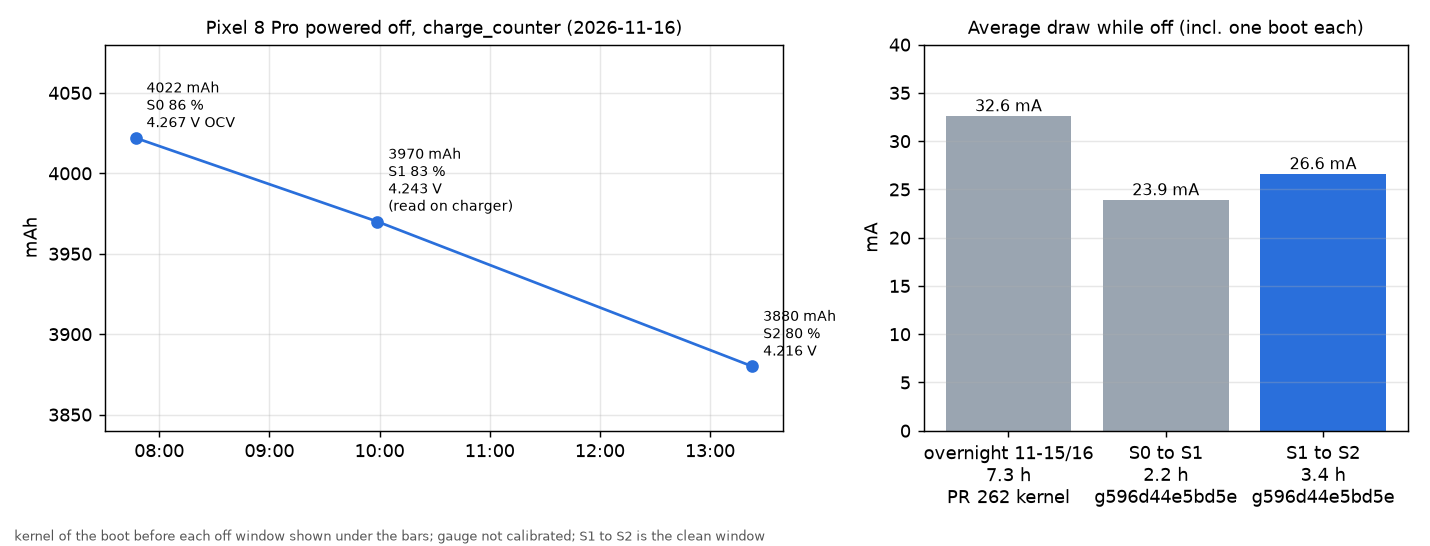 Pixel 8 Pro powered off, charge_counter (2026-11-16)
4022 mAh
S0 86 %
4.267 V OCV
3970 mAh
S1 83 %
4.243 V
(read on charger)
3880 mAh
S2 80 %
4.216 V
mAh
4050
4000
3950
3900
3850
08:00
09:00
10:00
11:00
12:00
13:00
Average draw while off (incl. one boot each)
32.6 mA
23.9 mA
26.6 mA
mA
40
35
30
25
20
15
10
5
0
overnight 11-15/16
7.3 h
PR 262 kernel
S0 to S1
2.2 h
g596d44e5bd5e
S1 to S2
3.4 h
g596d44e5bd5e
kernel of the boot before each off window shown under the bars; gauge not calibrated; S1 to S2 is the clean window